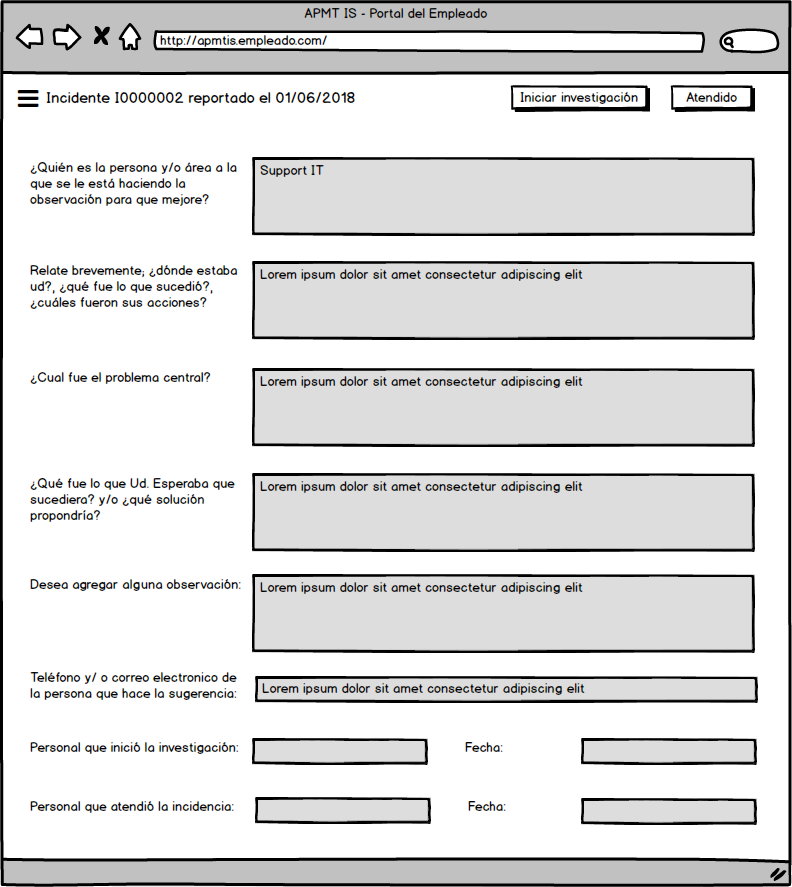 APMT IS - Portal del Empleado
http://apmtis.empleado.com/
Incidente I0000002 reportado el 01/06/2018
Iniciar investigación
Atendido
¿Quién es la persona y/o área a la
que se le está haciendo la
observación para que mejore?
Support IT
Relate brevemente; ¿dónde estaba
ud?, ¿qué fue lo que sucedió?,
¿cuáles fueron sus acciones?
Lorem ipsum dolor sit amet consectetur adipiscing elit
¿Cual fue el problema central?
Lorem ipsum dolor sit amet consectetur adipiscing elit
¿Qué fue lo que Ud. Esperaba que
sucediera? y/o ¿qué solución
propondría?
Lorem ipsum dolor sit amet consectetur adipiscing elit
Desea agregar alguna observación:
Lorem ipsum dolor sit amet consectetur adipiscing elit
Teléfono y/ o correo electronico de
la persona que hace la sugerencia:
Lorem ipsum dolor sit amet consectetur adipiscing elit
Personal que inició la investigación:
Fecha:
Personal que atendió la incidencia:
Fecha: